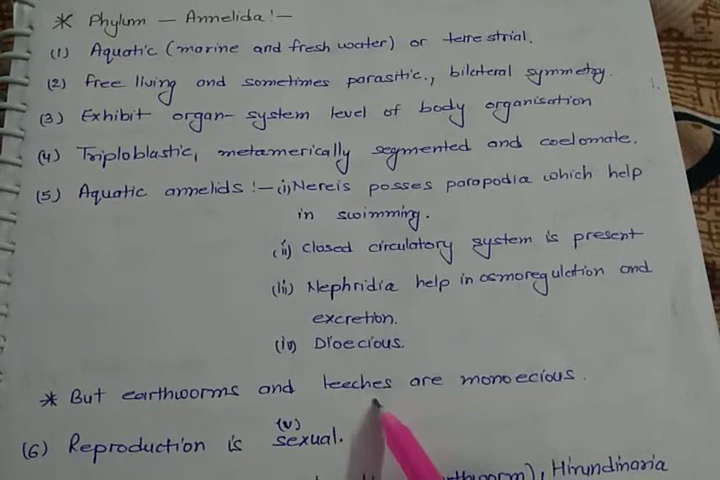 * Phylum — Annelida :—
(1) Aquatic (marine and fresh water) or terrestrial.
(2) free living and sometimes parasitic., bilateral symmetry.
(3) Exhibit organ-system level of body organisation
(4) Triploblastic, metamerically segmented and coelomate.
(5) Aquatic annelids :— (i) Nereis posses parapodia which help
in swimming.
(ii) closed circulatory system is present
(iii) Nephridia help in osmoregulation and
excretion.
(iv) Dioecious.
* But earthworms and leeches are monoecious.
(v)
(6) Reproduction is sexual.
worm), Hirundinaria